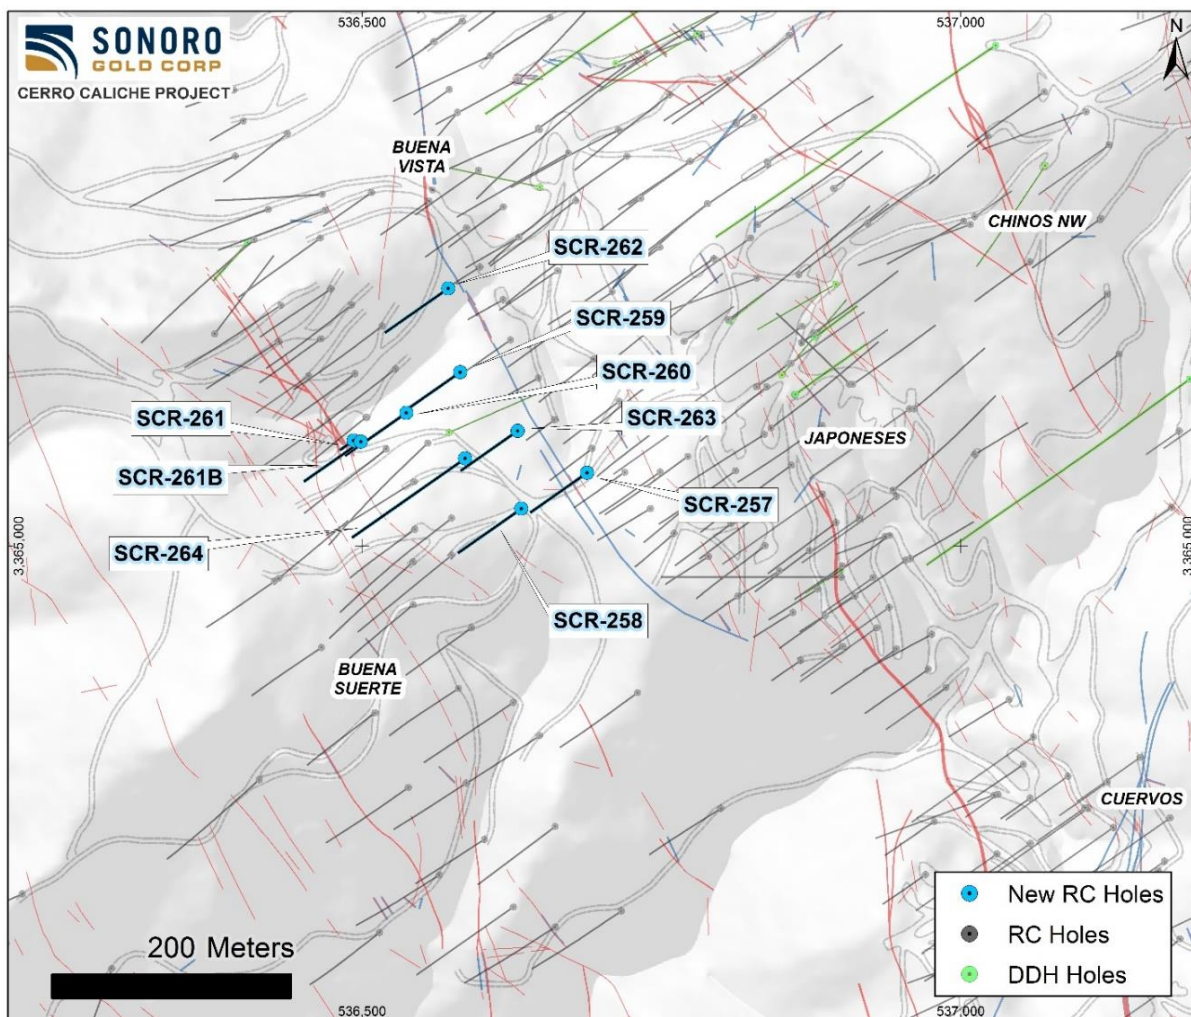 SONORO
GOLD CORP
CERRO CALICHE PROJECT
536,500
537,000
N
BUENA
VISTA
CHINOS NW
SCR-262
SCR-259
SCR-260
SCR-261
SCR-263
JAPONESES
SCR-261B
SCR-257
SCR-264
3,365,000
3,365,000
SCR-258
BUENA
SUERTE
CUERVOS
200 Meters
New RC Holes
RC Holes
DDH Holes
536,500
537,000